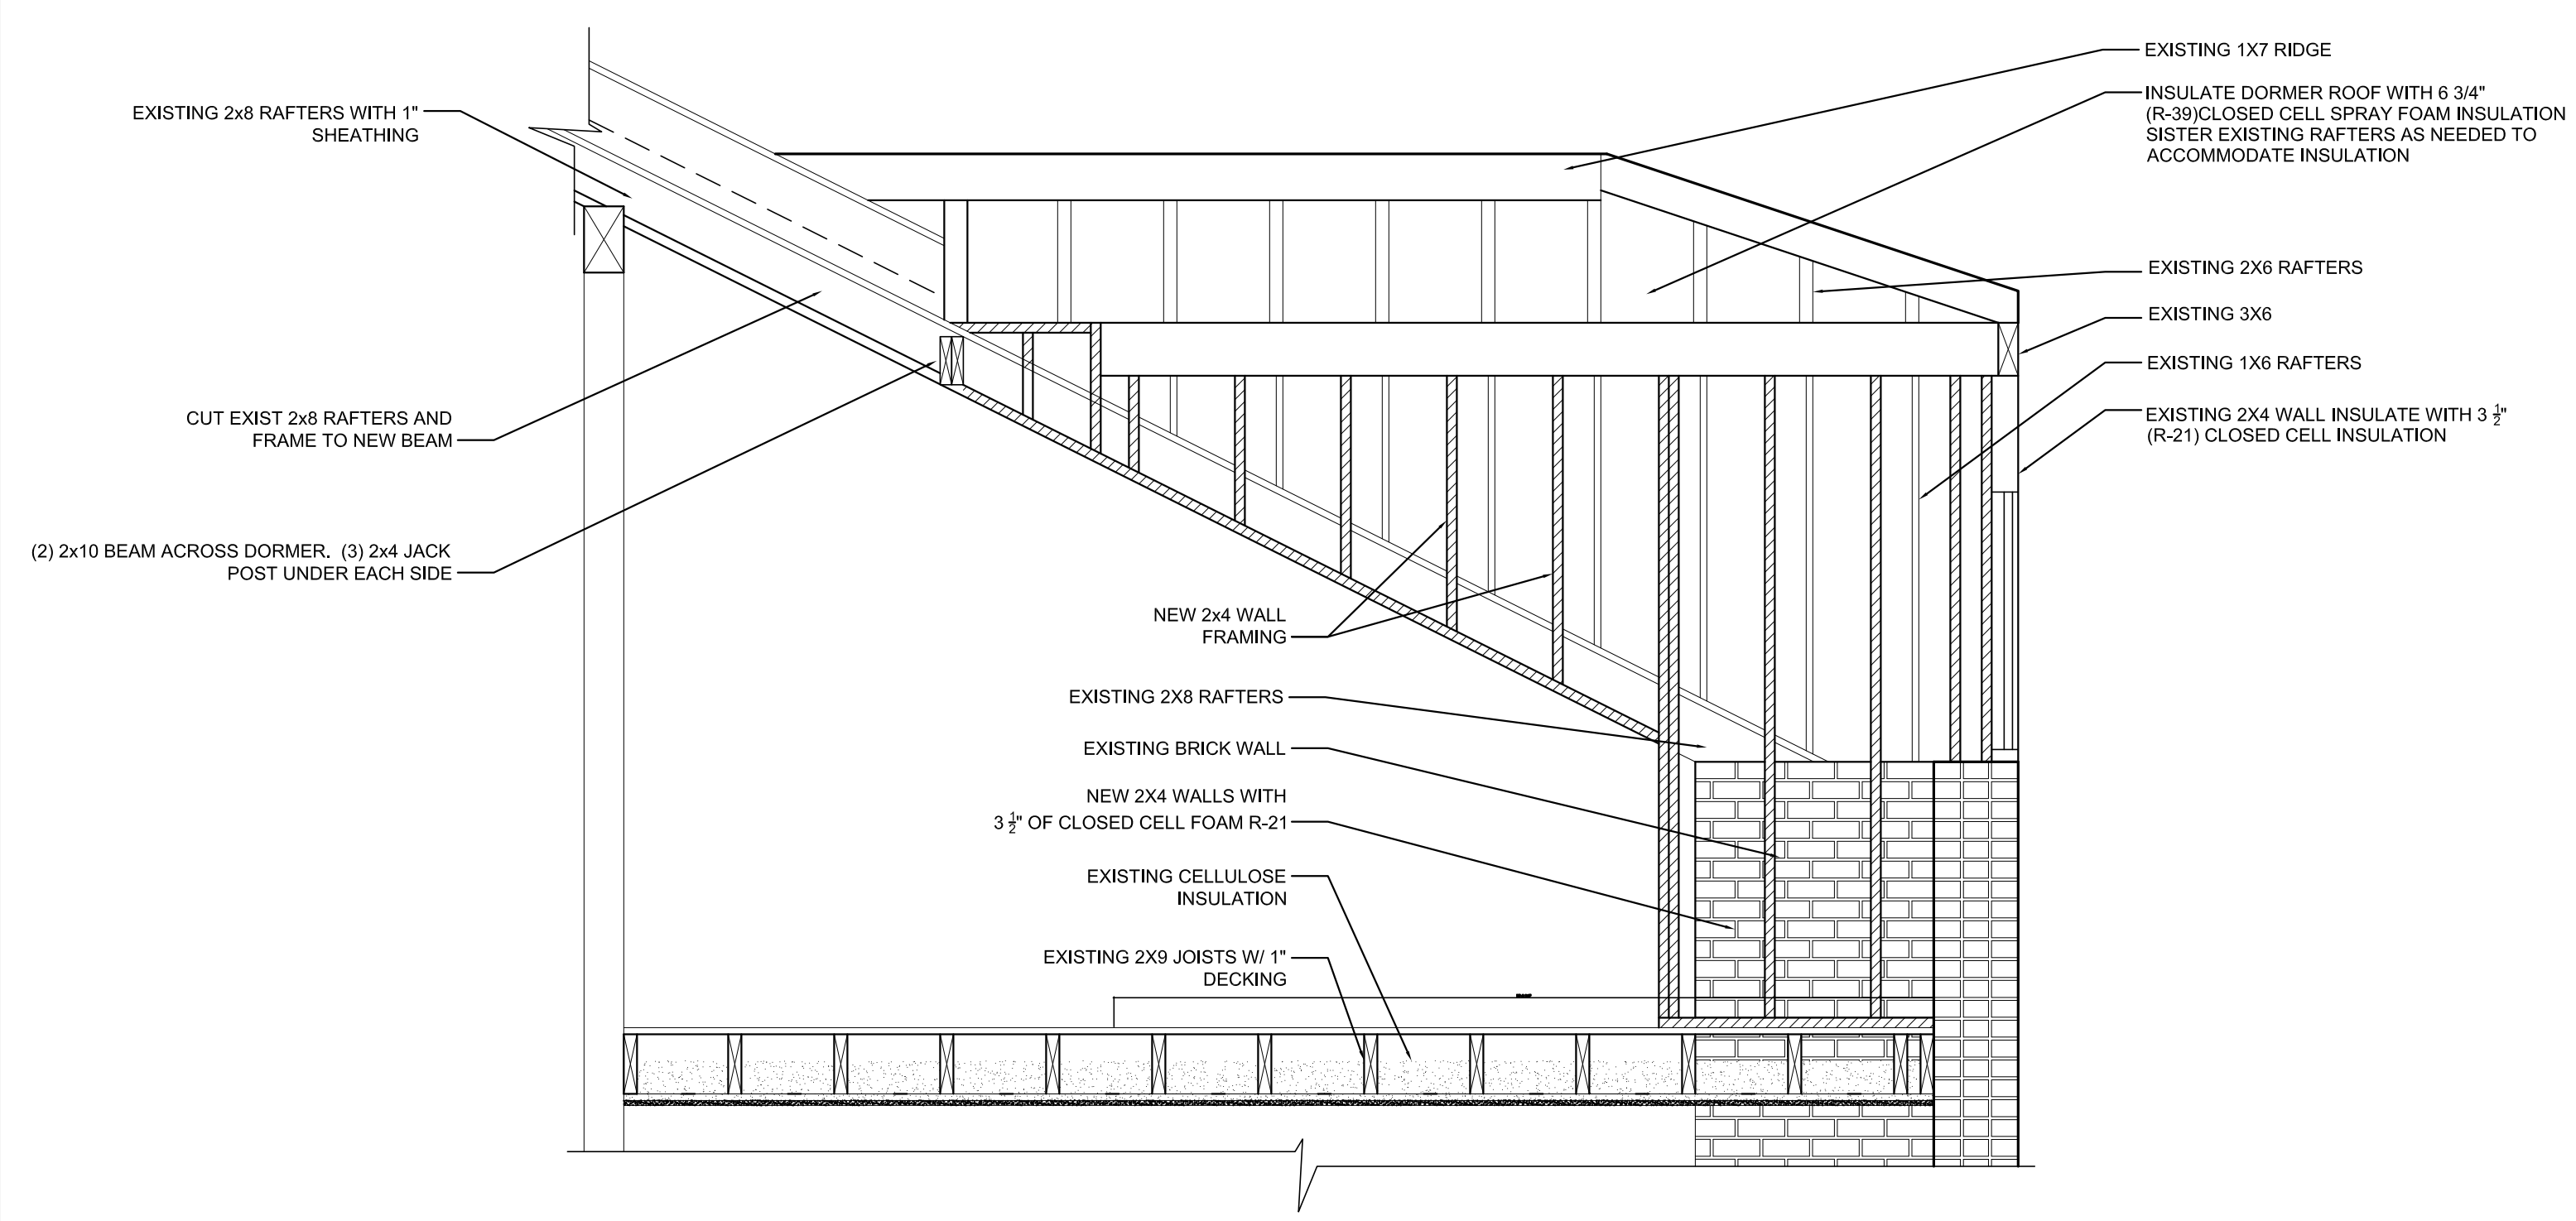 EXISTING 2x8 RAFTERS WITH 1"
SHEATHING
CUT EXIST 2x8 RAFTERS AND
FRAME TO NEW BEAM
(2) 2x10 BEAM ACROSS DORMER. (3) 2x4 JACK
POST UNDER EACH SIDE
NEW 2x4 WALL
FRAMING
EXISTING 2X8 RAFTERS
EXISTING BRICK WALL
NEW 2X4 WALLS WITH
3 1/2" OF CLOSED CELL FOAM R-21
EXISTING CELLULOSE
INSULATION
EXISTING 2X9 JOISTS W/ 1"
DECKING
EXISTING 1X7 RIDGE
INSULATE DORMER ROOF WITH 6 3/4"
(R-39)CLOSED CELL SPRAY FOAM INSULATION
SISTER EXISTING RAFTERS AS NEEDED TO
ACCOMMODATE INSULATION
EXISTING 2X6 RAFTERS
EXISTING 3X6
EXISTING 1X6 RAFTERS
EXISTING 2X4 WALL INSULATE WITH 3 1/2"
(R-21) CLOSED CELL INSULATION